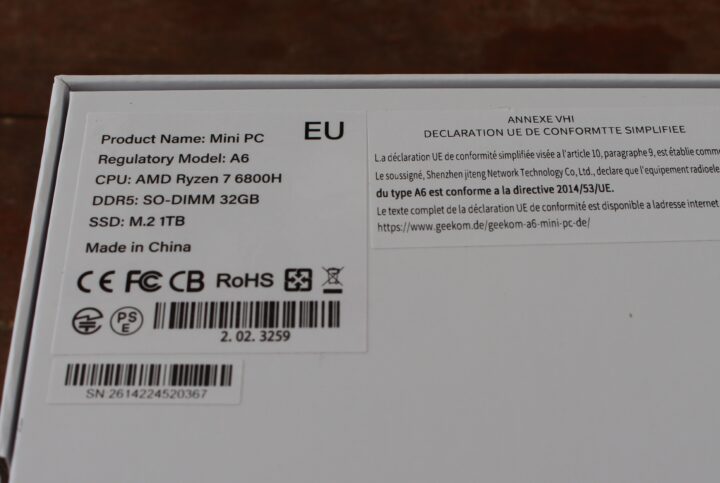 EU
Product Name: Mini PC
Regulatory Model: A6
CPU: AMD Ryzen 7 6800H
DDR5: SO-DIMM 32GB
SSD: M.2 1TB
Made in China
CE FC CB RoHS
PS E
2. 02. 3259
SN 2614224520367
ANNEXE VHI
DECLARATION UE DE CONFORMTTE SIMPLIFIEE
La déclaration UE de conformité simplifiée visée a l'article 10, paragraphe 9, est établie comme
Le soussigné, Shenzhen jiteng Network Technology Co, Ltd., declare que l'equipement radioele
du type A6 est conforme a la directive 2014/53/UE.
Le texte complet de la déclaration UE de conformité est disponible a ladresse internet
https://www.geekom.de/geekom-a6-mini-pc-de/